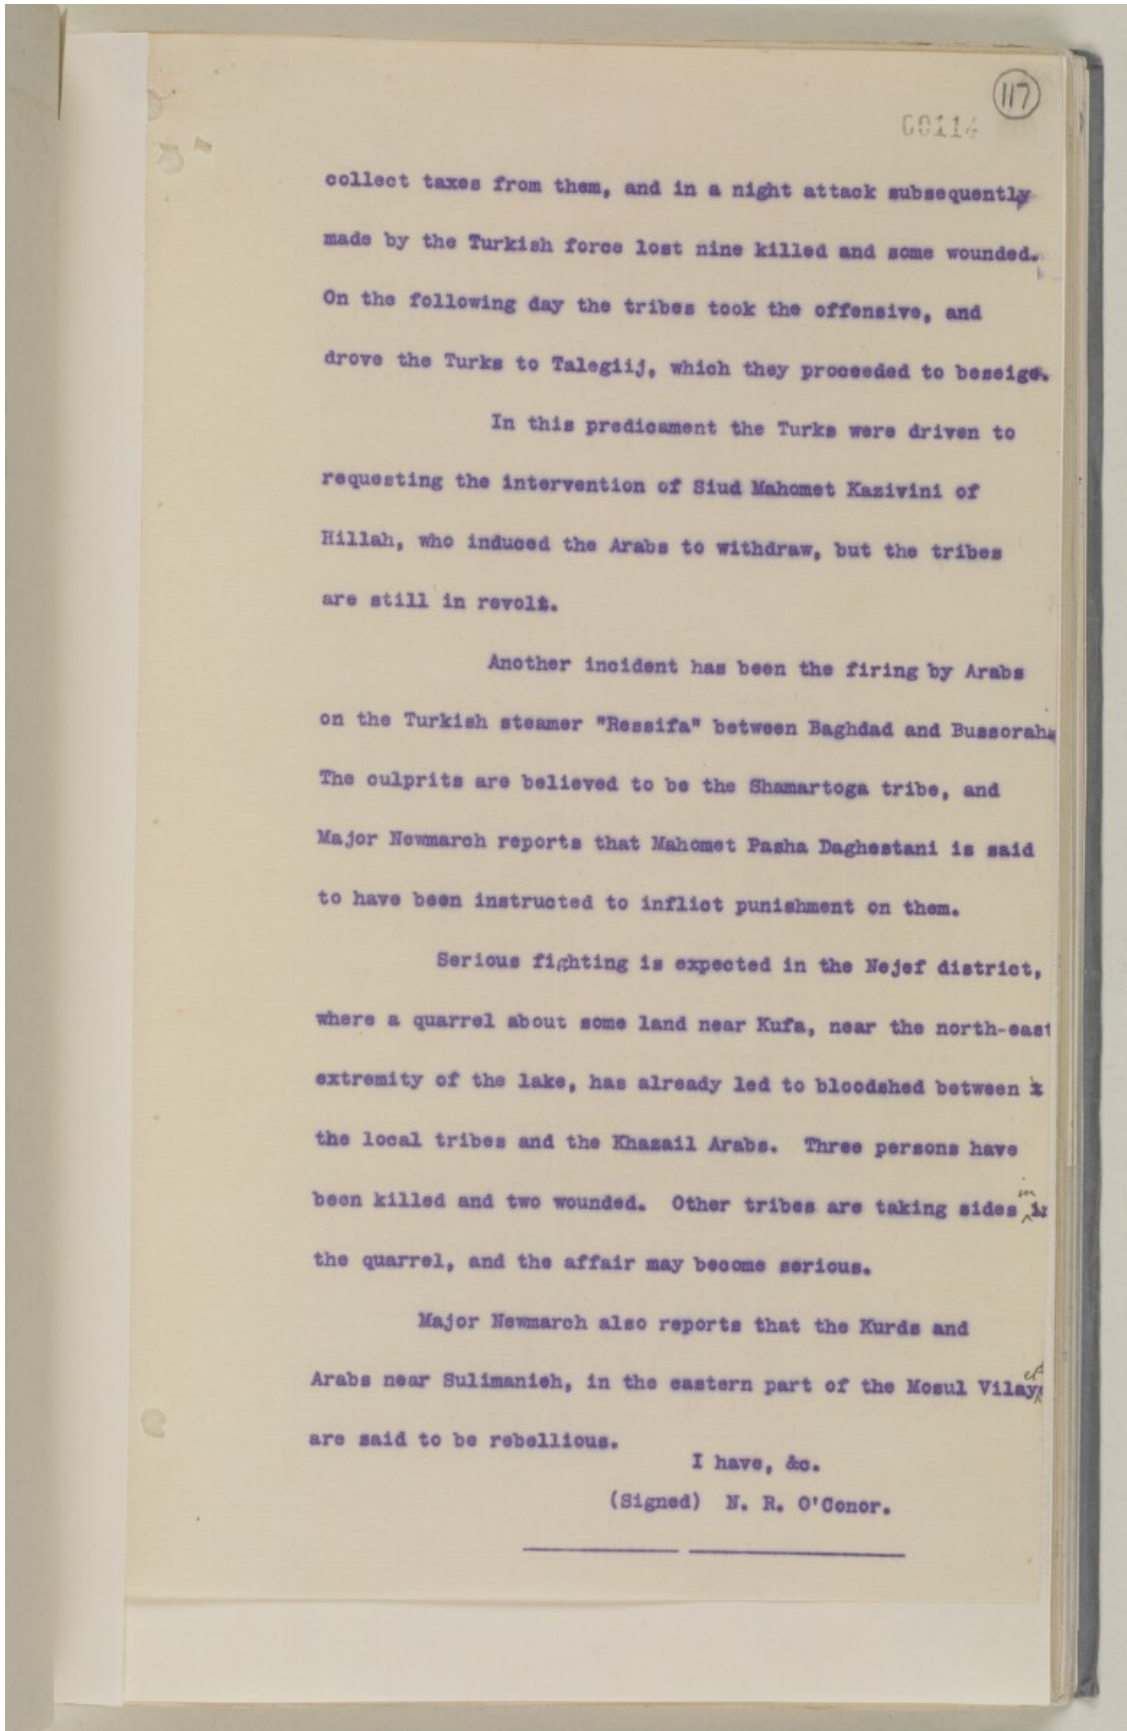 117
00114
collect taxes from them, and in a night attack subsequently
made by the Turkish force lost nine killed and some wounded.
On the following day the tribes took the offensive, and
drove the Turks to Talegiij, which they proceeded to beseige.
In this predicament the Turks were driven to
requesting the intervention of Siud Mahomet Kazivini of
Hillah, who induced the Arabs to withdraw, but the tribes
are still in revolt.
Another incident has been the firing by Arabs
on the Turkish steamer "Ressifa" between Baghdad and Bussorah.
The culprits are believed to be the Shamartoga tribe, and
Major Newmarch reports that Mahomet Pasha Daghestani is said
to have been instructed to inflict punishment on them.
Serious fighting is expected in the Nejef district,
where a quarrel about some land near Kufa, near the north-east
extremity of the lake, has already led to bloodshed between
the local tribes and the Khazail Arabs. Three persons have
been killed and two wounded. Other tribes are taking sides in
the quarrel, and the affair may become serious.
Major Newmarch also reports that the Kurds and
Arabs near Sulimanieh, in the eastern part of the Mosul Vilayet
are said to be rebellious.
I have, &c.
(Signed) N. R. O'Conor.